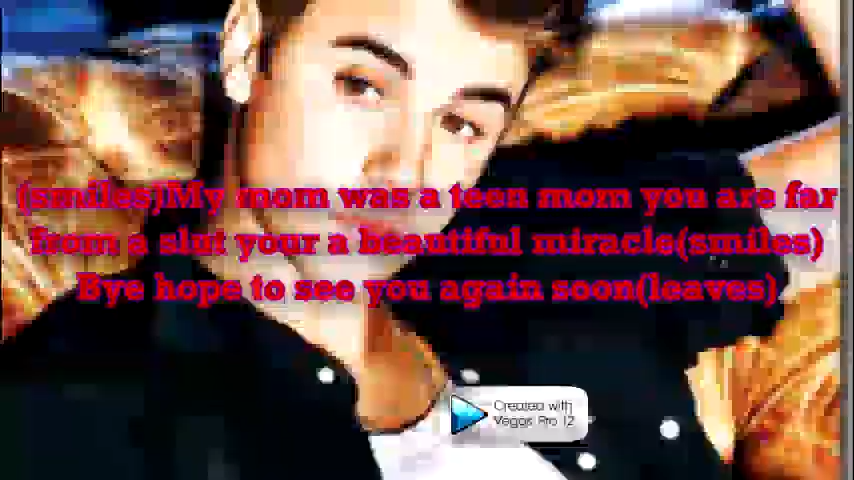 (smiles)My mom was a teen mom you are far
from a slut your a beautiful miracle(smiles)
Bye hope to see you again soon(leaves)
Created with
Vegas Pro 12